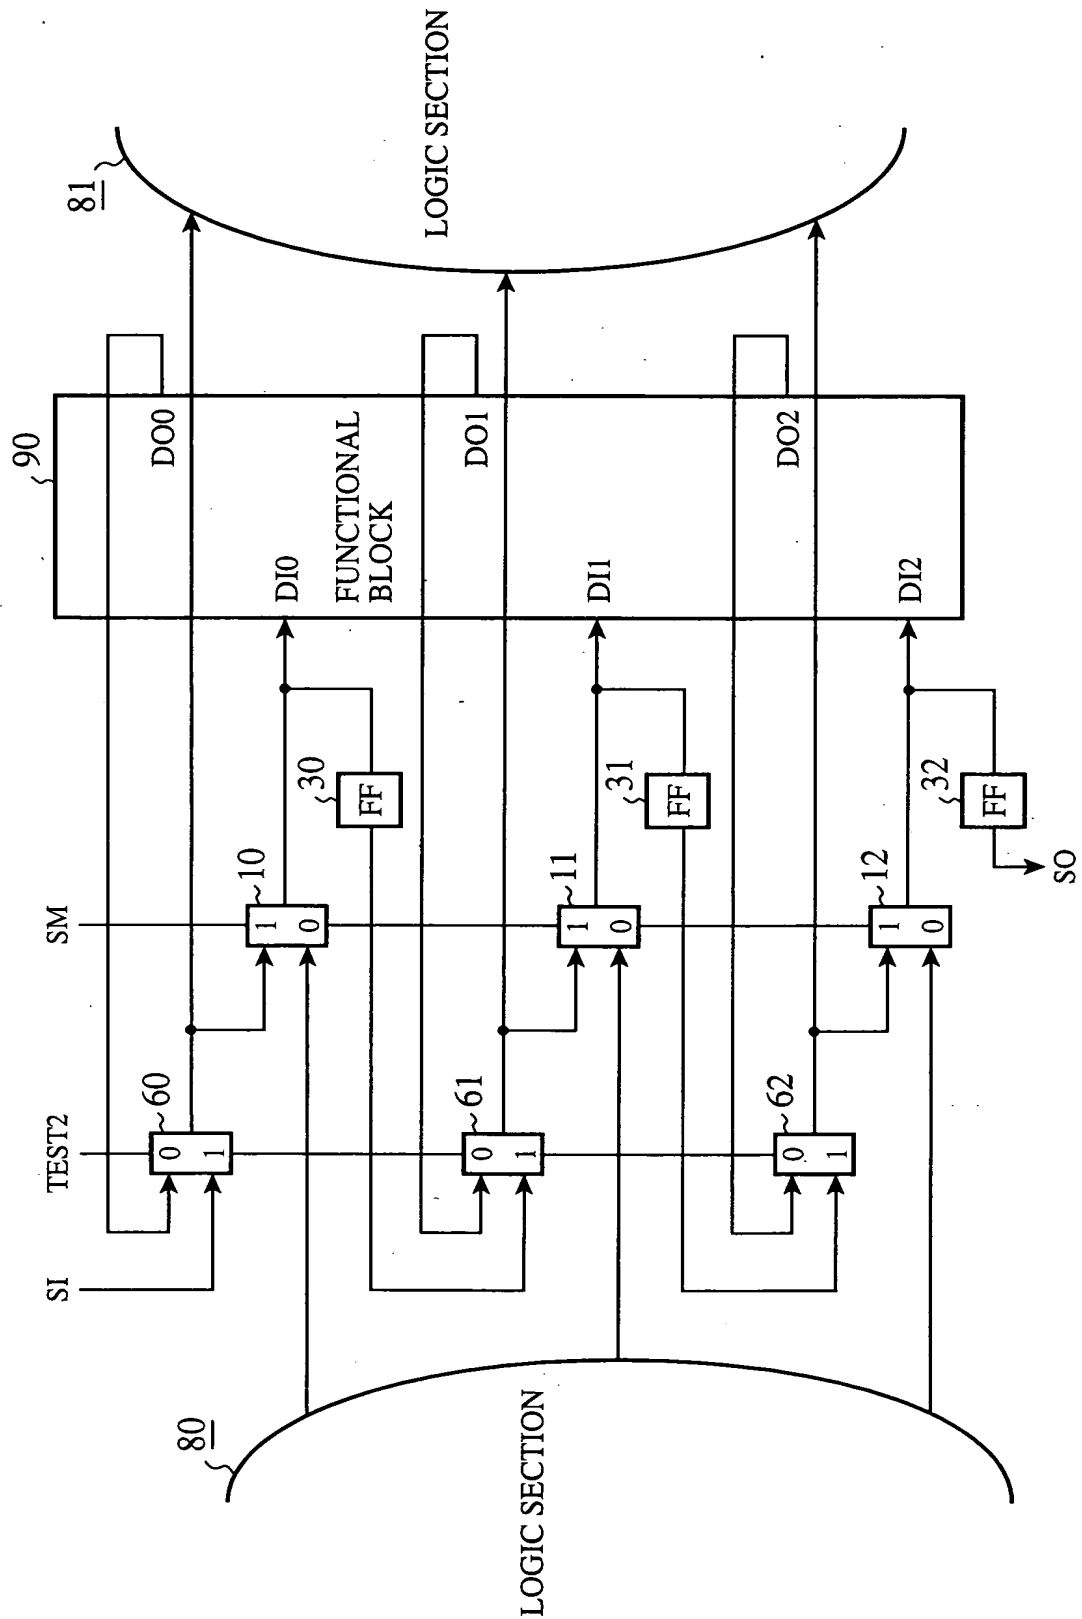 SI
TEST2
SM
90
81
60
0
1
10
1
0
30
FF
DI0
DO0
FUNCTIONAL
BLOCK
LOGIC SECTION
80
LOGIC SECTION
61
0
1
11
1
0
31
FF
DI1
DO1
62
0
1
12
1
0
32
FF
DI2
DO2
SO